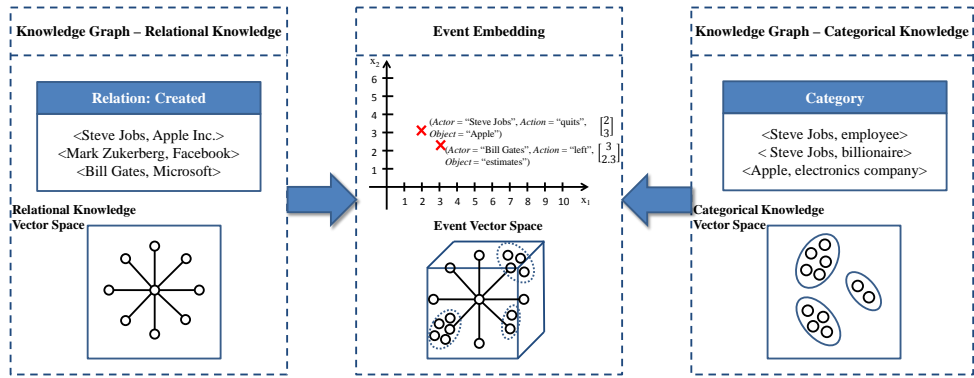 Knowledge Graph – Relational Knowledge
Relation: Created
<Steve Jobs, Apple Inc.>
<Mark Zukerberg, Facebook>
<Bill Gates, Microsoft>
Relational Knowledge
Vector Space
Event Embedding
x2
6
5
4
3
2
1
1 2 3 4 5 6 7 8 9 10 x1
(Actor = “Steve Jobs”, Action = “quits”,
Object = “Apple”)
[2
3]
(Actor = “Bill Gates”, Action = “left”,
Object = “estimates”)
[3
2.3]
Event Vector Space
Knowledge Graph – Categorical Knowledge
Category
<Steve Jobs, employee>
< Steve Jobs, billionaire>
<Apple, electronics company>
Categorical Knowledge
Vector Space